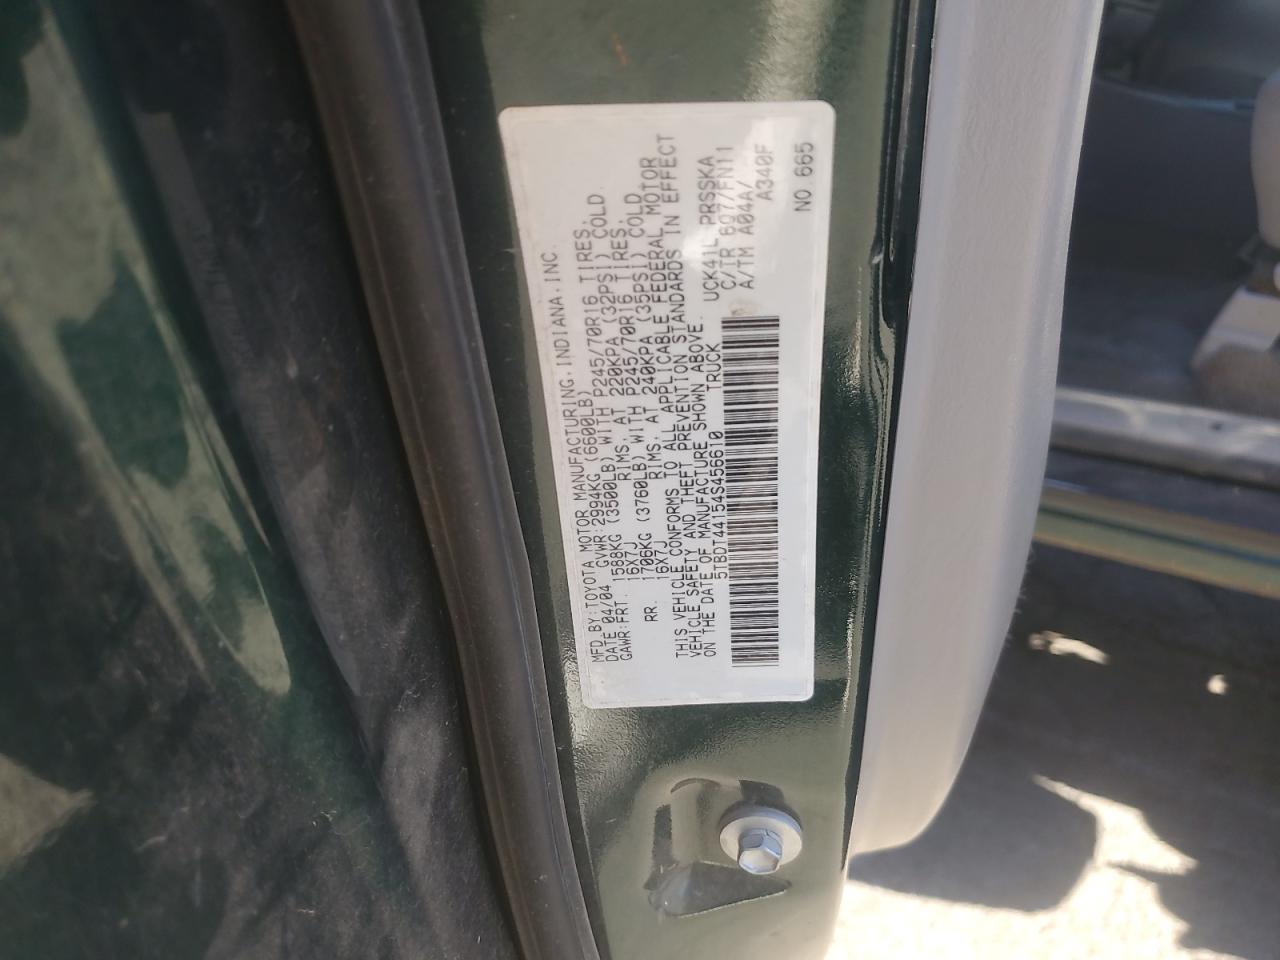 MFD.BY:TOYOTA MOTOR MANUFACTURING,INDIANA,INC.
DATE 04/04 GVWR:2994KG (6600LB)
GAWR:FRT. 1588KG (3500LB) WITH P245/70R16 TIRES,
16X7J RIMS, AT 220KPA (32PSI) COLD
RR. 1706KG (3760LB) WITH P245/70R16 TIRES.
16X7J RIMS, AT 240KPA (35PSI) COLD
THIS VEHICLE CONFORMS TO ALL APPLICABLE FEDERAL MOTOR
VEHICLE SAFETY AND THEFT PREVENTION STANDARDS IN EFFECT
ON THE DATE OF MANUFACTURE SHOWN ABOVE.
5TBDT44154S456610 TRUCK
UCK41L PRSSKA
C/TR 6Q7/FN11
A/TM A04A/
A340F
NO 665